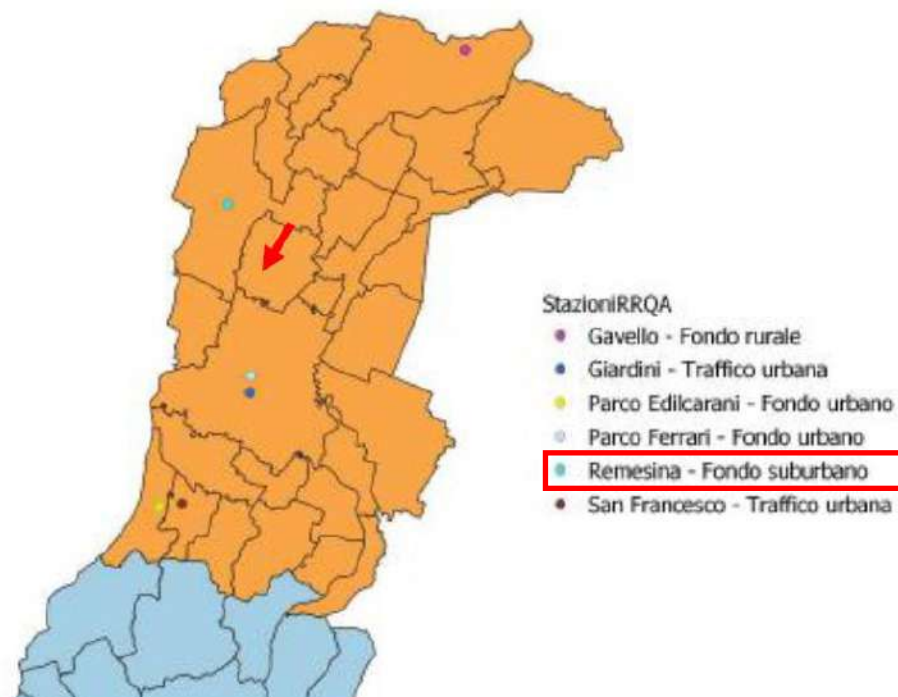 StazioniRRQA
Gavello - Fondo rurale
Giardini - Traffico urbana
Parco Edilcarani - Fondo urbano
Parco Ferrari - Fondo urbano
Remesina - Fondo suburbano
San Francesco - Traffico urbana